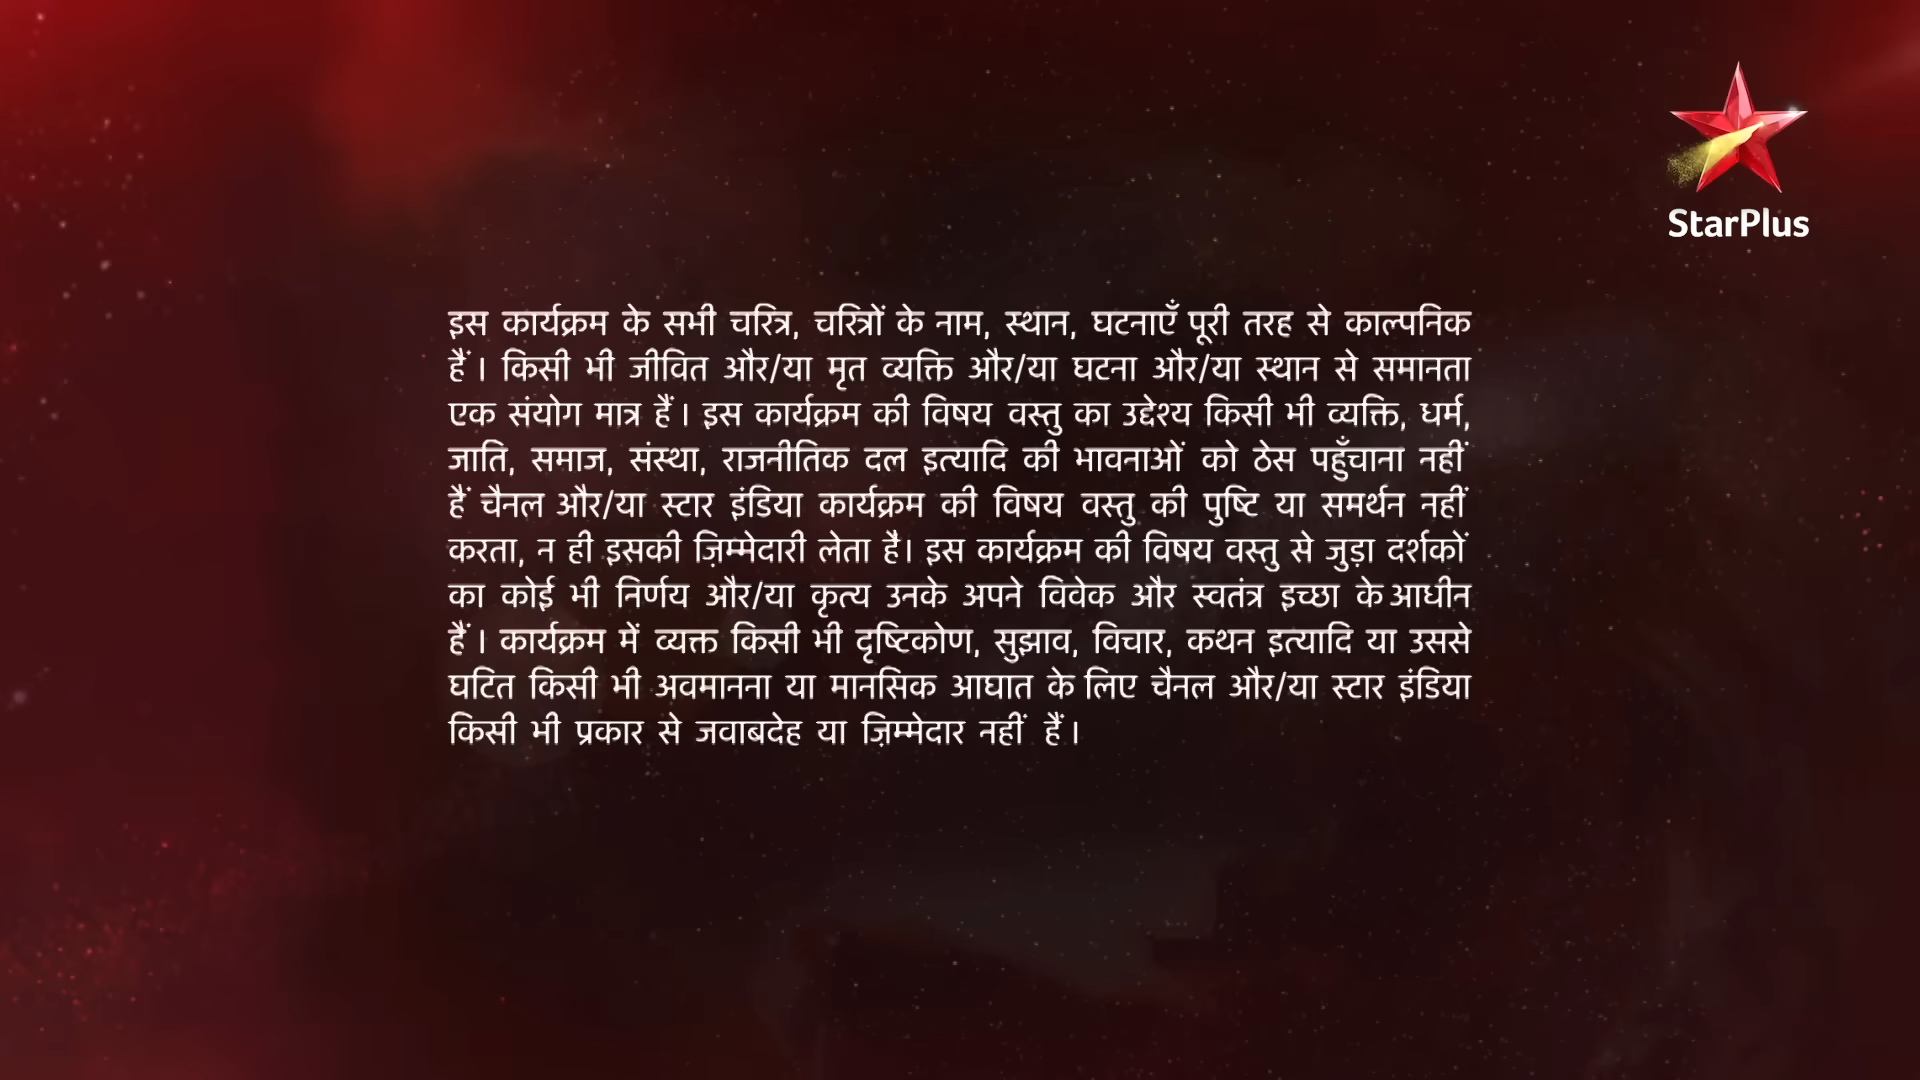 StarPlus
इस कार्यक्रम के सभी चरित्र, चरित्रों के नाम, स्थान, घटनाएँ पूरी तरह से काल्पनिक
हैं । किसी भी जीवित और/या मृत व्यक्ति और/या घटना और/या स्थान से समानता
एक संयोग मात्र हैं । इस कार्यक्रम की विषय वस्तु का उद्देश्य किसी भी व्यक्ति, धर्म,
जाति, समाज, संस्था, राजनीतिक दल इत्यादि की भावनाओं को ठेस पहुँचाना नहीं
हैं चैनल और/या स्टार इंडिया कार्यक्रम की विषय वस्तु की पुष्टि या समर्थन नहीं
करता, न ही इसकी ज़िम्मेदारी लेता है। इस कार्यक्रम की विषय वस्तु से जुड़ा दर्शकों
का कोई भी निर्णय और/या कृत्य उनके अपने विवेक और स्वतंत्र इच्छा के आधीन
हैं । कार्यक्रम में व्यक्त किसी भी दृष्टिकोण, सुझाव, विचार, कथन इत्यादि या उससे
घटित किसी भी अवमानना या मानसिक आघात के लिए चैनल और/या स्टार इंडिया
किसी भी प्रकार से जवाबदेह या ज़िम्मेदार नहीं हैं ।